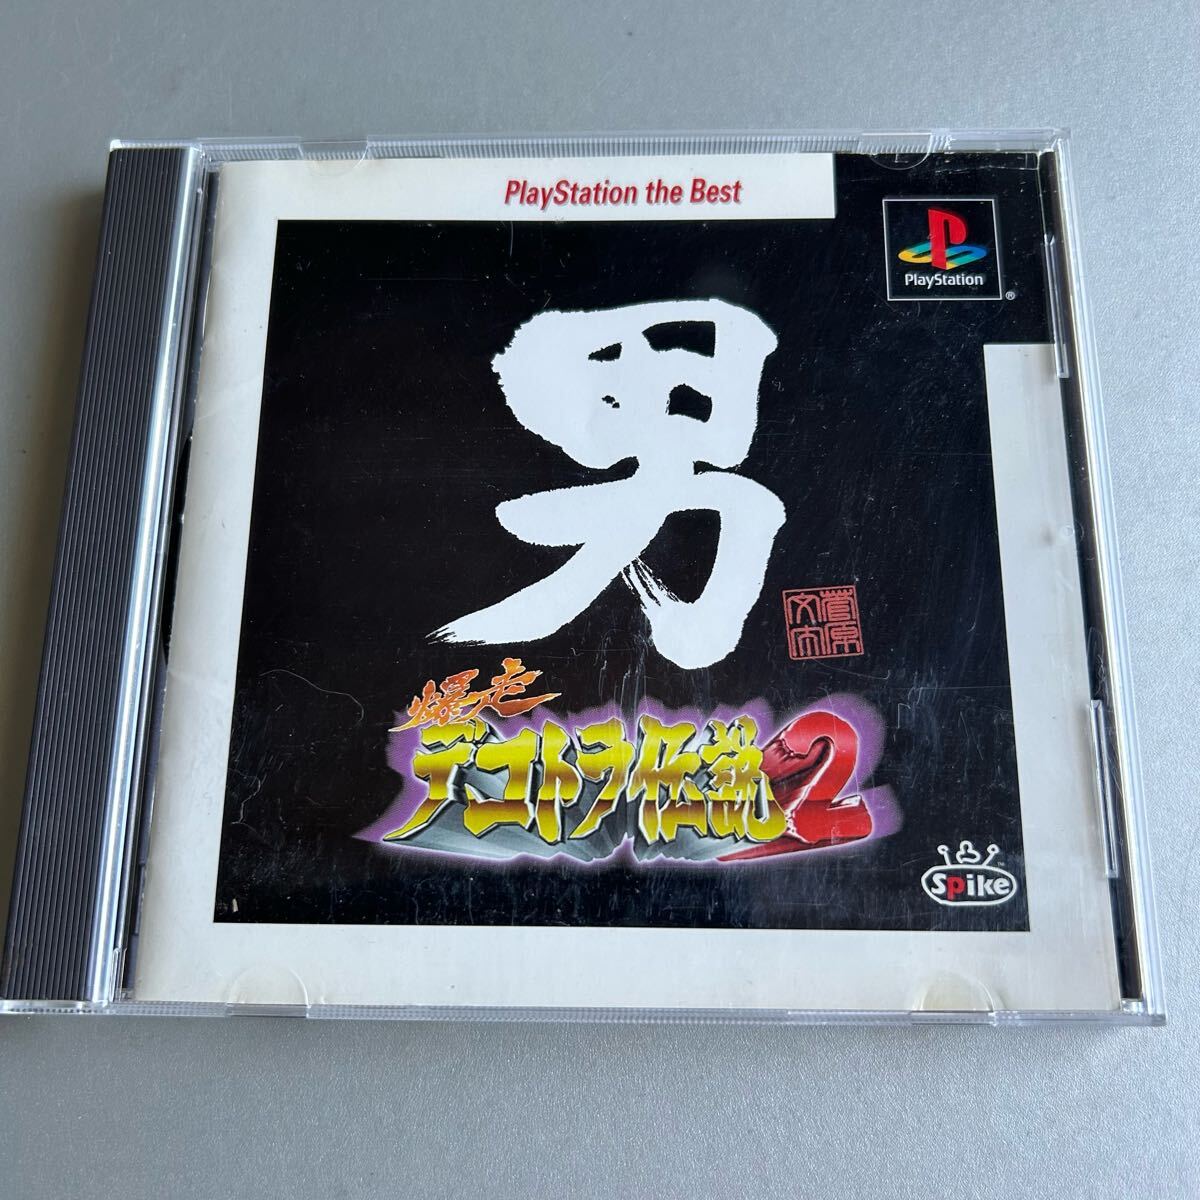 PlayStation the Best
PlayStation
®
男
菅原
文太
爆走
デコトラ伝説2
Spike
™